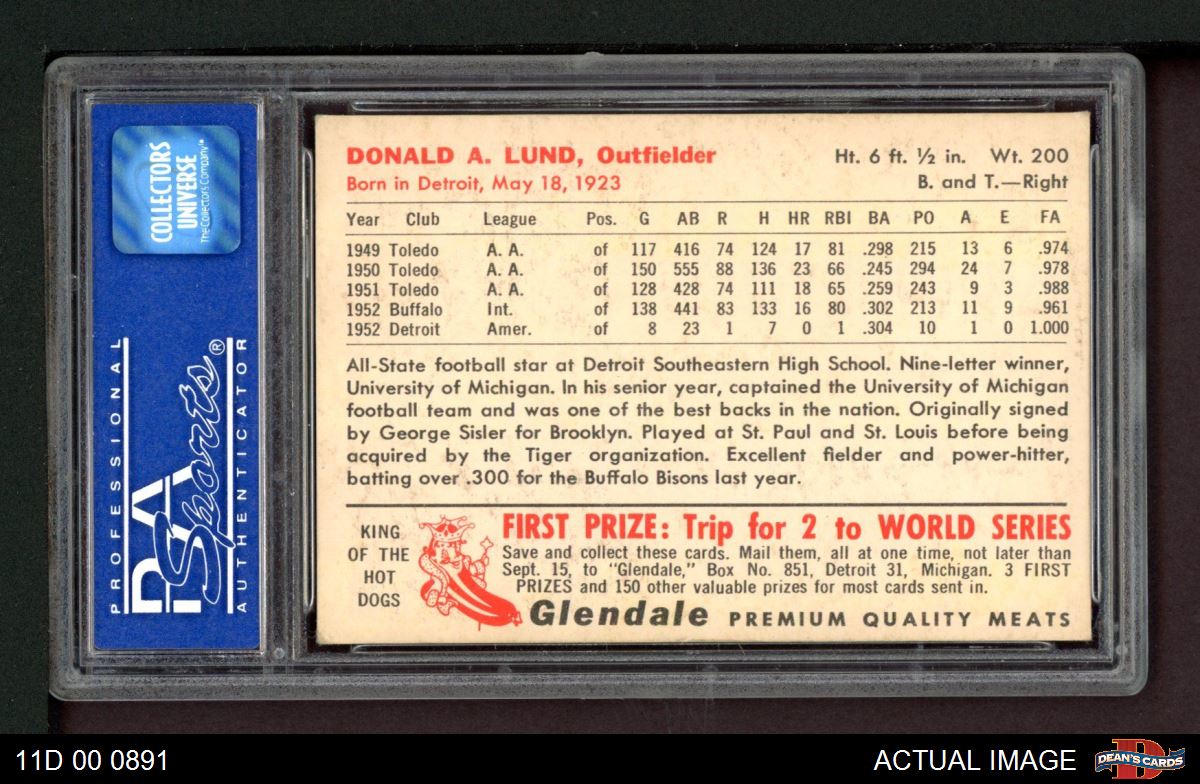 COLLECTORS
UNIVERSE
The Collectors Company™
PROFESSIONAL
PSA
Sports®
AUTHENTICATOR
DONALD A. LUND, Outfielder Ht. 6 ft. ½ in. Wt. 200
Born in Detroit, May 18, 1923 B. and T.—Right
Year Club League Pos. G AB R H HR RBI BA PO A E FA
1949 Toledo A. A. of 117 416 74 124 17 81 .298 215 13 6 .974
1950 Toledo A. A. of 150 555 88 136 23 66 .245 294 24 7 .978
1951 Toledo A. A. of 128 428 74 111 18 65 .259 243 9 3 .988
1952 Buffalo Int. of 138 441 83 133 16 80 .302 213 11 9 .961
1952 Detroit Amer. of 8 23 1 7 0 1 .304 10 1 0 1.000
All-State football star at Detroit Southeastern High School. Nine-letter winner,
University of Michigan. In his senior year, captained the University of Michigan
football team and was one of the best backs in the nation. Originally signed
by George Sisler for Brooklyn. Played at St. Paul and St. Louis before being
acquired by the Tiger organization. Excellent fielder and power-hitter,
batting over .300 for the Buffalo Bisons last year.
KING
OF THE
HOT
DOGS
FIRST PRIZE: Trip for 2 to WORLD SERIES
Save and collect these cards. Mail them, all at one time, not later than
Sept. 15, to "Glendale," Box No. 851, Detroit 31, Michigan. 3 FIRST
PRIZES and 150 other valuable prizes for most cards sent in.
Glendale PREMIUM QUALITY MEATS
11D 00 0891
ACTUAL IMAGE
D
DEAN'S CARDS